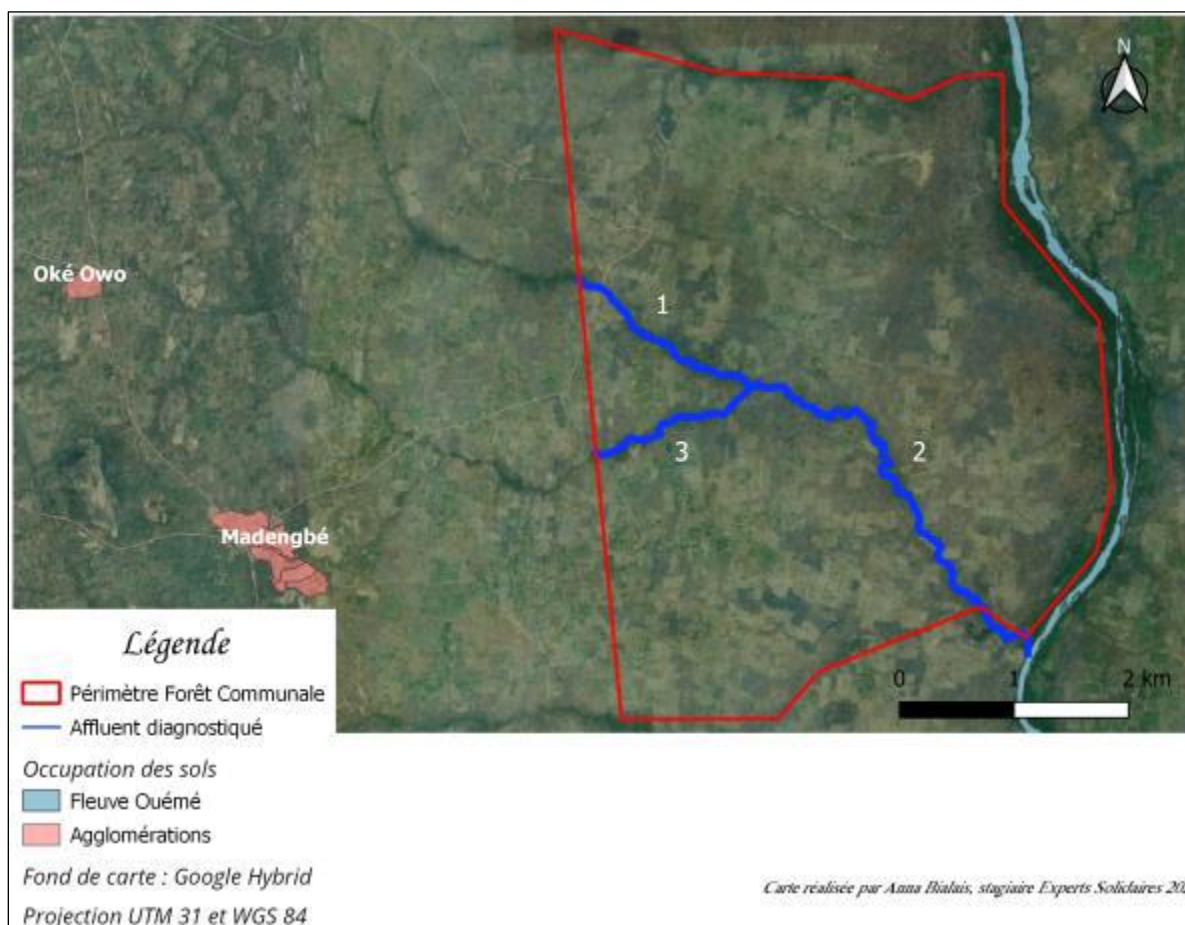 N
Oké Owo
1
2
3
Madengbé
0 1 2 km
Légende
Périmètre Forêt Communale
Affluent diagnostiqué
Occupation des sols
Fleuve Ouémé
Agglomérations
Fond de carte : Google Hybrid
Projection UTM 31 et WGS 84
Carte réalisée par Anna Bialais, stagiaire Experts Solidaires